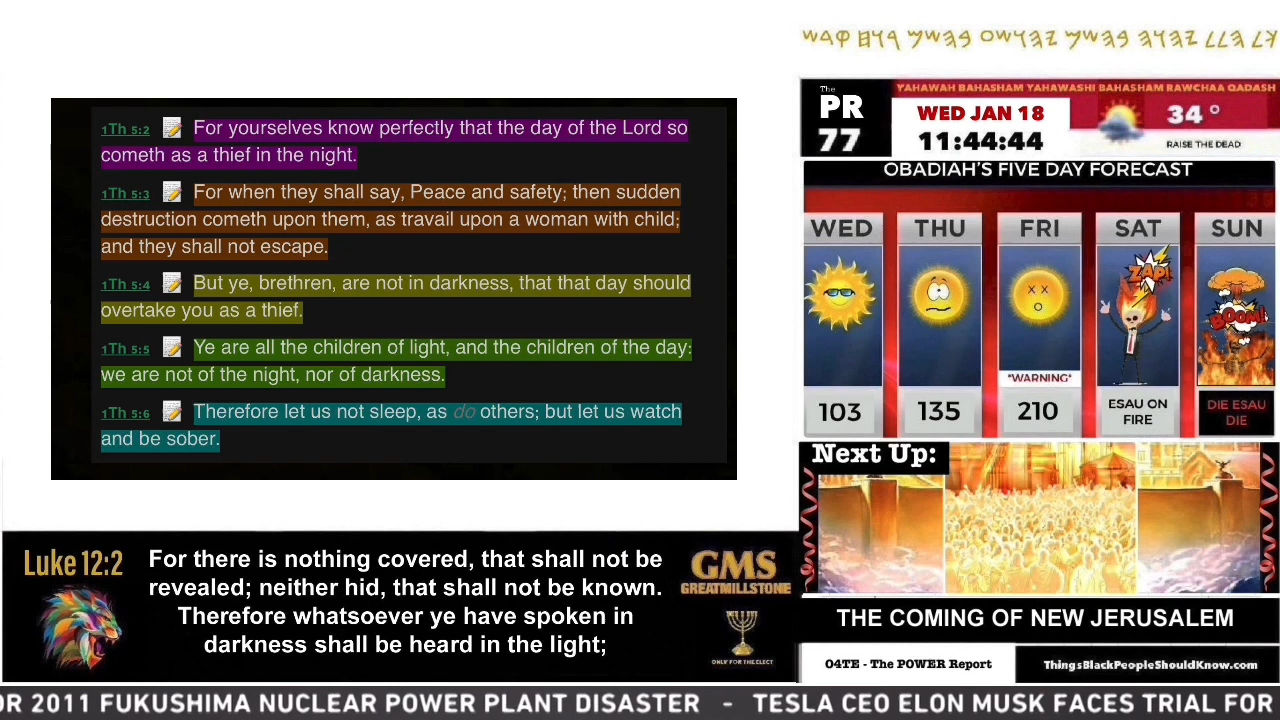 The
PR
77
YAHAWAH BAHASHAM YAHAWASHI BAHASHAM RAWCHAA QADASH
WED JAN 18
11:44:44
34 °
RAISE THE DEAD
1Th 5:2 For yourselves know perfectly that the day of the Lord so
cometh as a thief in the night.
1Th 5:3 For when they shall say, Peace and safety; then sudden
destruction cometh upon them, as travail upon a woman with child;
and they shall not escape.
1Th 5:4 But ye, brethren, are not in darkness, that that day should
overtake you as a thief.
1Th 5:5 Ye are all the children of light, and the children of the day:
we are not of the night, nor of darkness.
1Th 5:6 Therefore let us not sleep, as do others; but let us watch
and be sober.
OBADIAH'S FIVE DAY FORECAST
WED THU FRI SAT SUN
ZAP!
BOOM!
*WARNING*
103 135 210
ESAU ON
FIRE
DIE ESAU
DIE
Next Up:
THE COMING OF NEW JERUSALEM
O4TE - The POWER Report
ThingsBlackPeopleShouldKnow.com
Luke 12:2
For there is nothing covered, that shall not be
revealed; neither hid, that shall not be known.
Therefore whatsoever ye have spoken in
darkness shall be heard in the light;
GMS
GREATMILLSTONE
ONLY FOR THE ELECT
OR 2011 FUKUSHIMA NUCLEAR POWER PLANT DISASTER - TESLA CEO ELON MUSK FACES TRIAL FOR